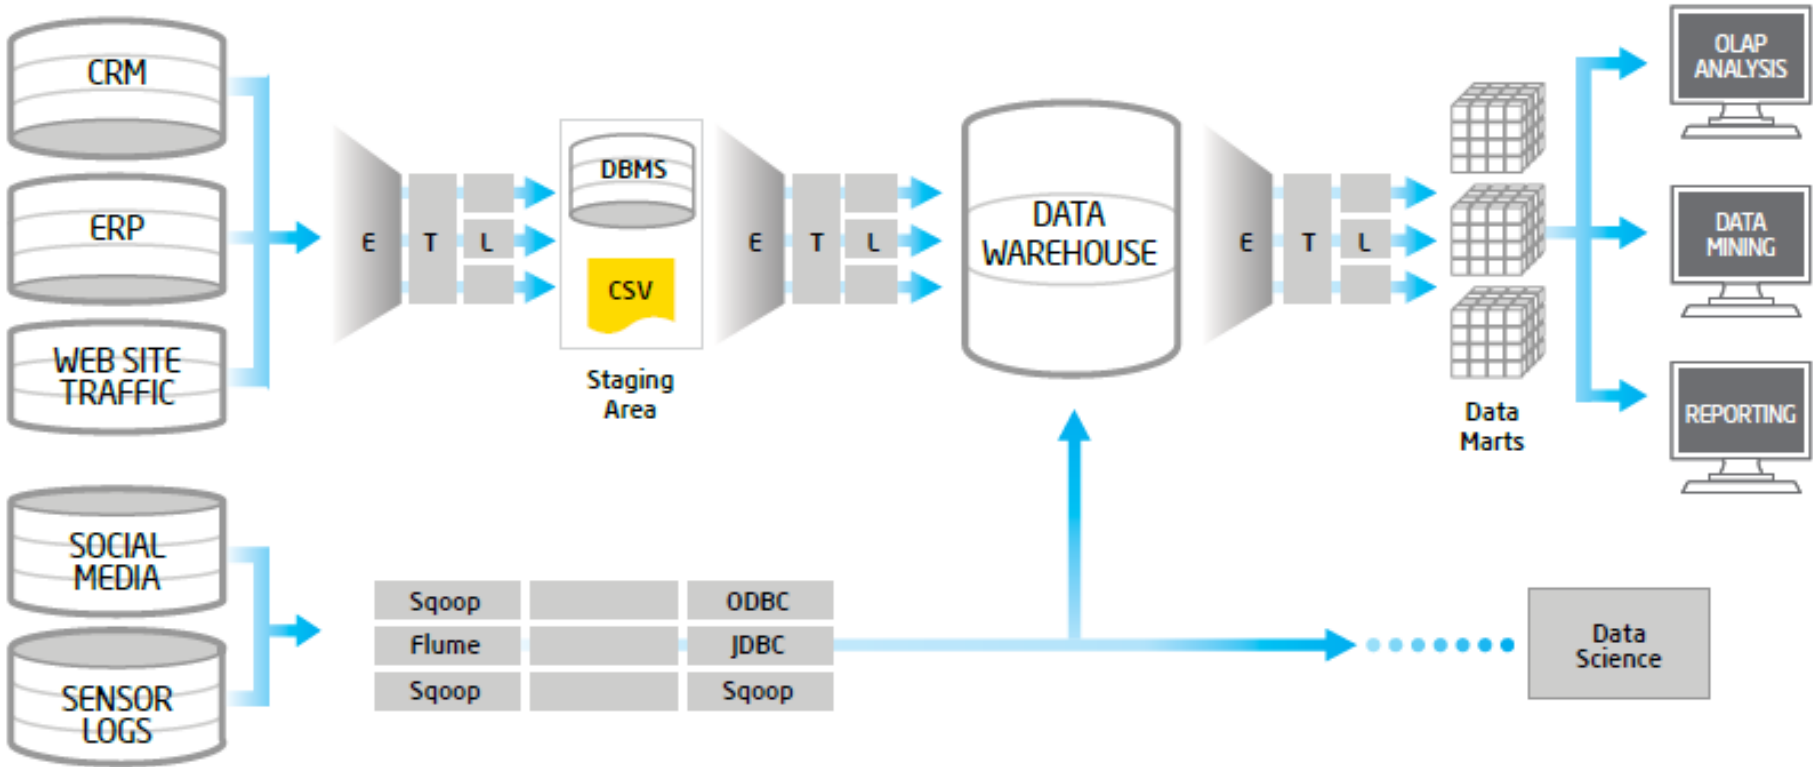 CRM
ERP
WEB SITE
TRAFFIC
E T L
DBMS
CSV
Staging
Area
E T L
DATA
WAREHOUSE
E T L
Data
Marts
OLAP
ANALYSIS
DATA
MINING
REPORTING
SOCIAL
MEDIA
SENSOR
LOGS
Sqoop ODBC
Flume JDBC
Sqoop Sqoop
Data
Science